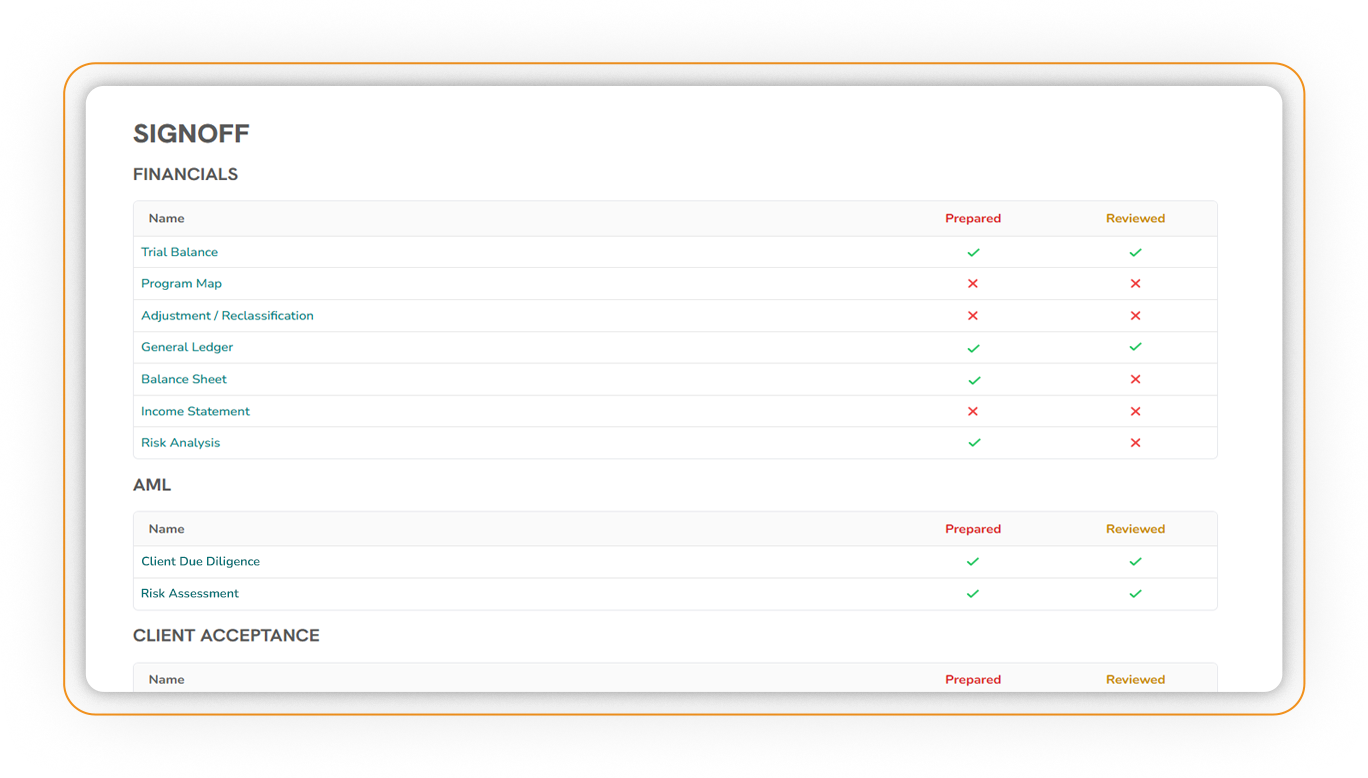 SIGNOFF
FINANCIALS
Name Prepared Reviewed
Trial Balance
Program Map
Adjustment / Reclassification
General Ledger
Balance Sheet
Income Statement
Risk Analysis
AML
Name Prepared Reviewed
Client Due Diligence
Risk Assessment
CLIENT ACCEPTANCE
Name Prepared Reviewed